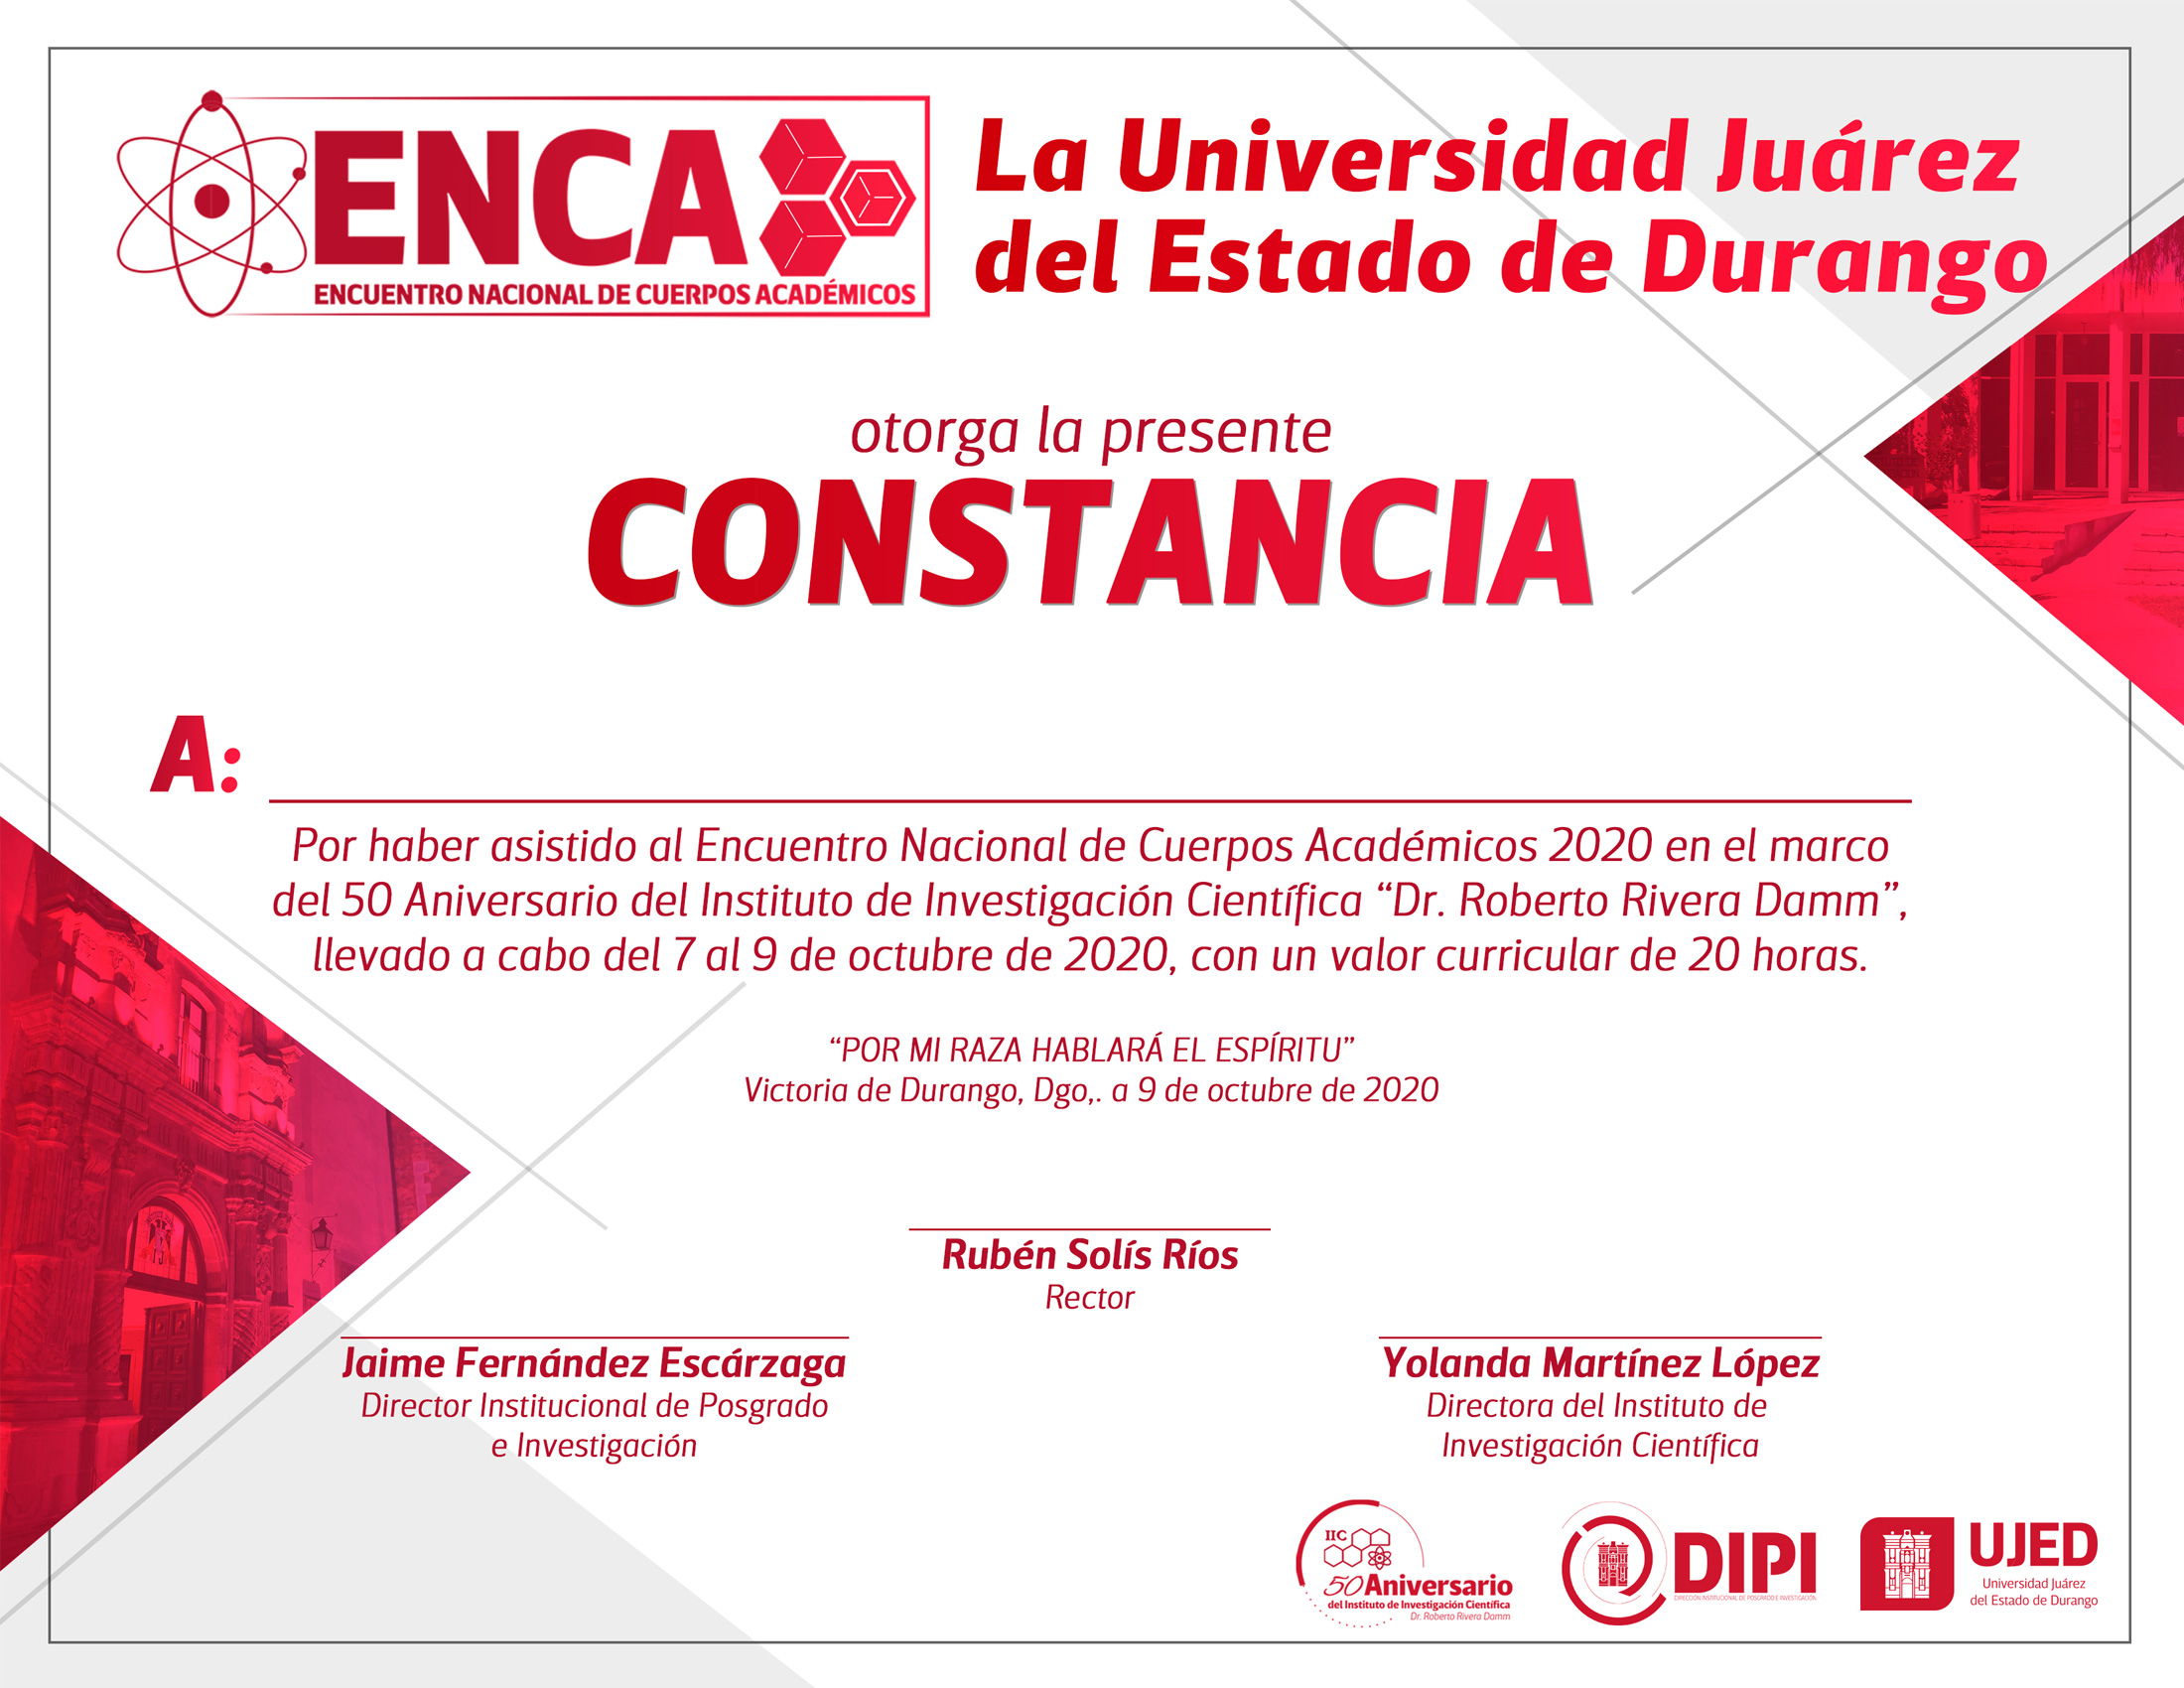 ENCA
ENCUENTRO NACIONAL DE CUERPOS ACADÉMICOS
La Universidad Juárez
del Estado de Durango
otorga la presente
CONSTANCIA
A:
Por haber asistido al Encuentro Nacional de Cuerpos Académicos 2020 en el marco
del 50 Aniversario del Instituto de Investigación Científica “Dr. Roberto Rivera Damm”,
llevado a cabo del 7 al 9 de octubre de 2020, con un valor curricular de 20 horas.
“POR MI RAZA HABLARÁ EL ESPÍRITU”
Victoria de Durango, Dgo,. a 9 de octubre de 2020
Rubén Solís Ríos
Rector
Jaime Fernández Escárzaga
Director Institucional de Posgrado
e Investigación
Yolanda Martínez López
Directora del Instituto de
Investigación Científica
IIC
50 Aniversario
del Instituto de Investigación Científica
Dr. Roberto Rivera Damm
DIPI
DIRECCIÓN INSTITUCIONAL DE POSGRADO E INVESTIGACIÓN
UJED
Universidad Juárez
del Estado de Durango